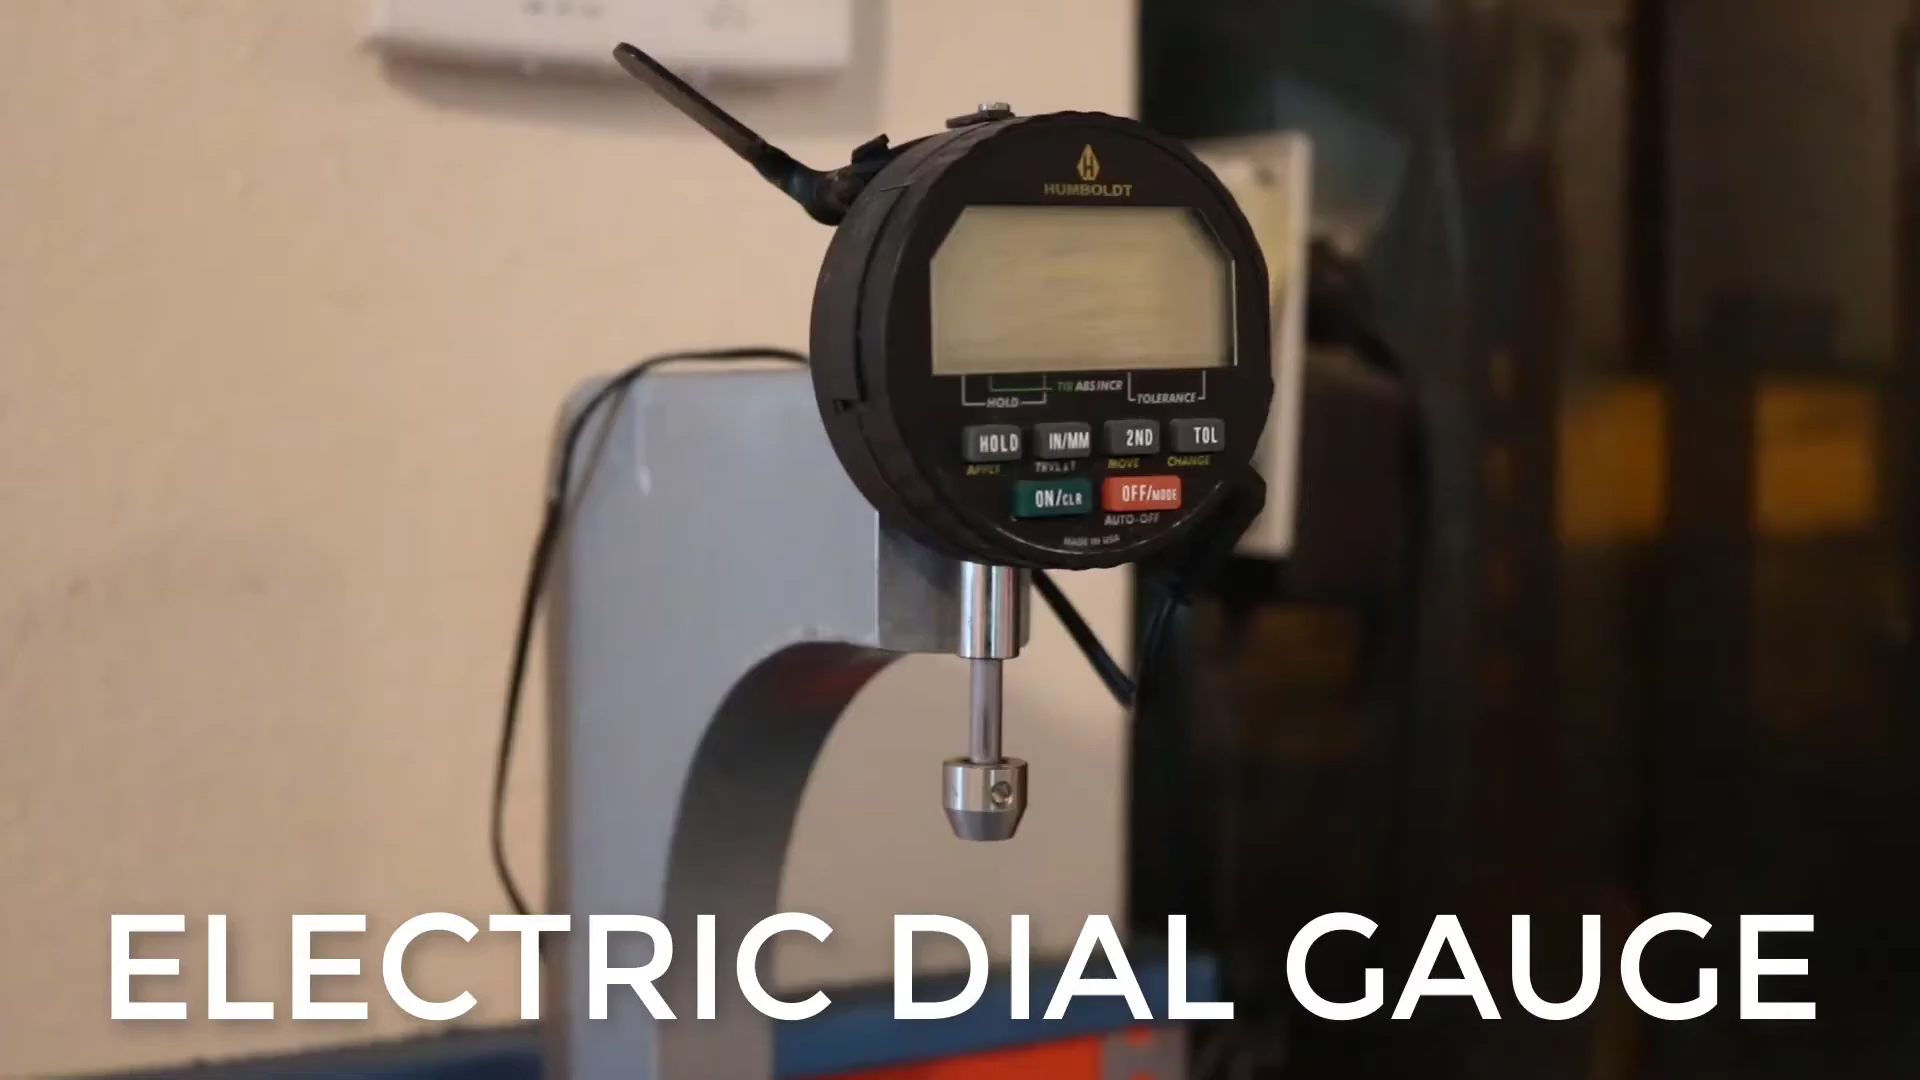 HUMBOLDT
TIR ABS INCR
HOLD
TOLERANCE
HOLD IN/MM 2ND TOL
MOVE CHANGE
ON/CLR OFF/MODE
AUTO-OFF
MADE IN USA
ELECTRIC DIAL GAUGE